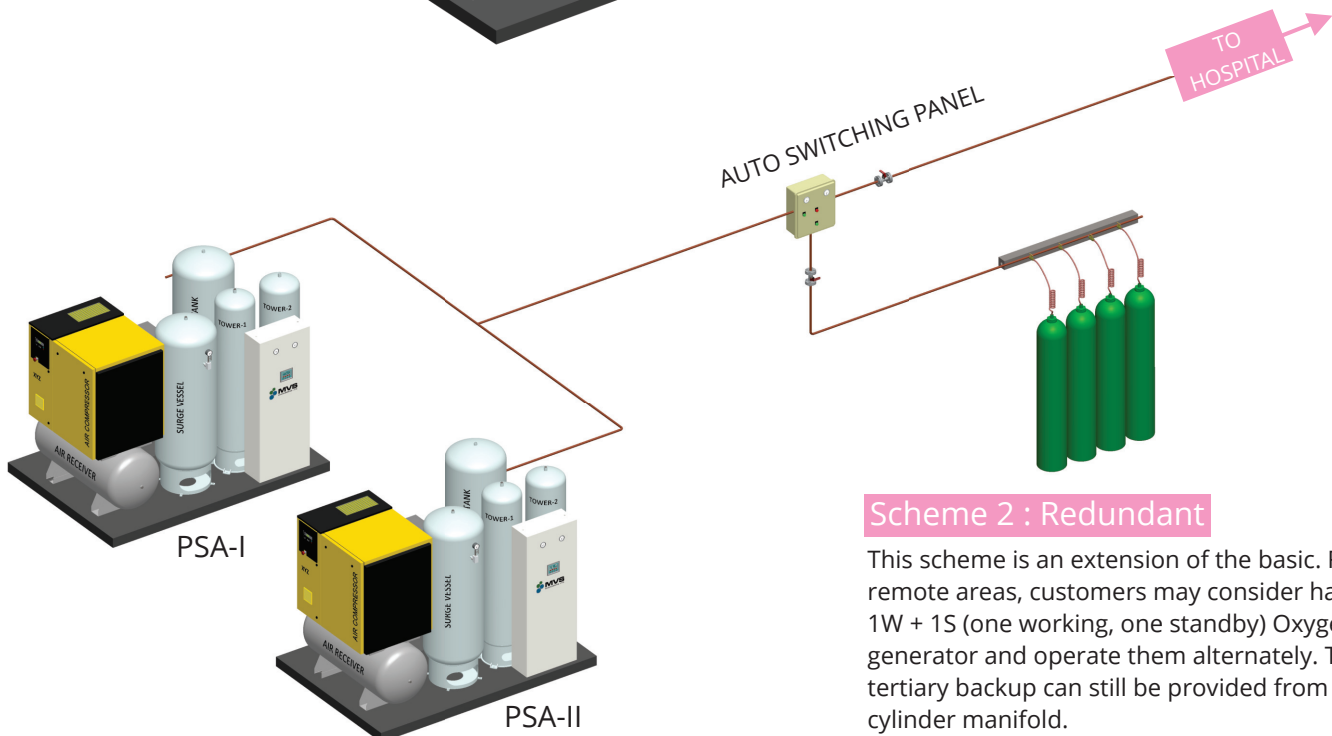 TO
HOSPITAL
AUTO SWITCHING PANEL
TANK
TOWER-1
TOWER-2
SURGE VESSEL
AIR COMPRESSOR
XYZ
AIR RECEIVER
MVS
PSA-I
TANK
TOWER-1
TOWER-2
SURGE VESSEL
AIR COMPRESSOR
XYZ
AIR RECEIVER
MVS
PSA-II
Scheme 2 : Redundant
This scheme is an extension of the basic.
remote areas, customers may consider
1W + 1S (one working, one standby)
generator and operate them alternately.
tertiary backup can still be provided from
cylinder manifold.